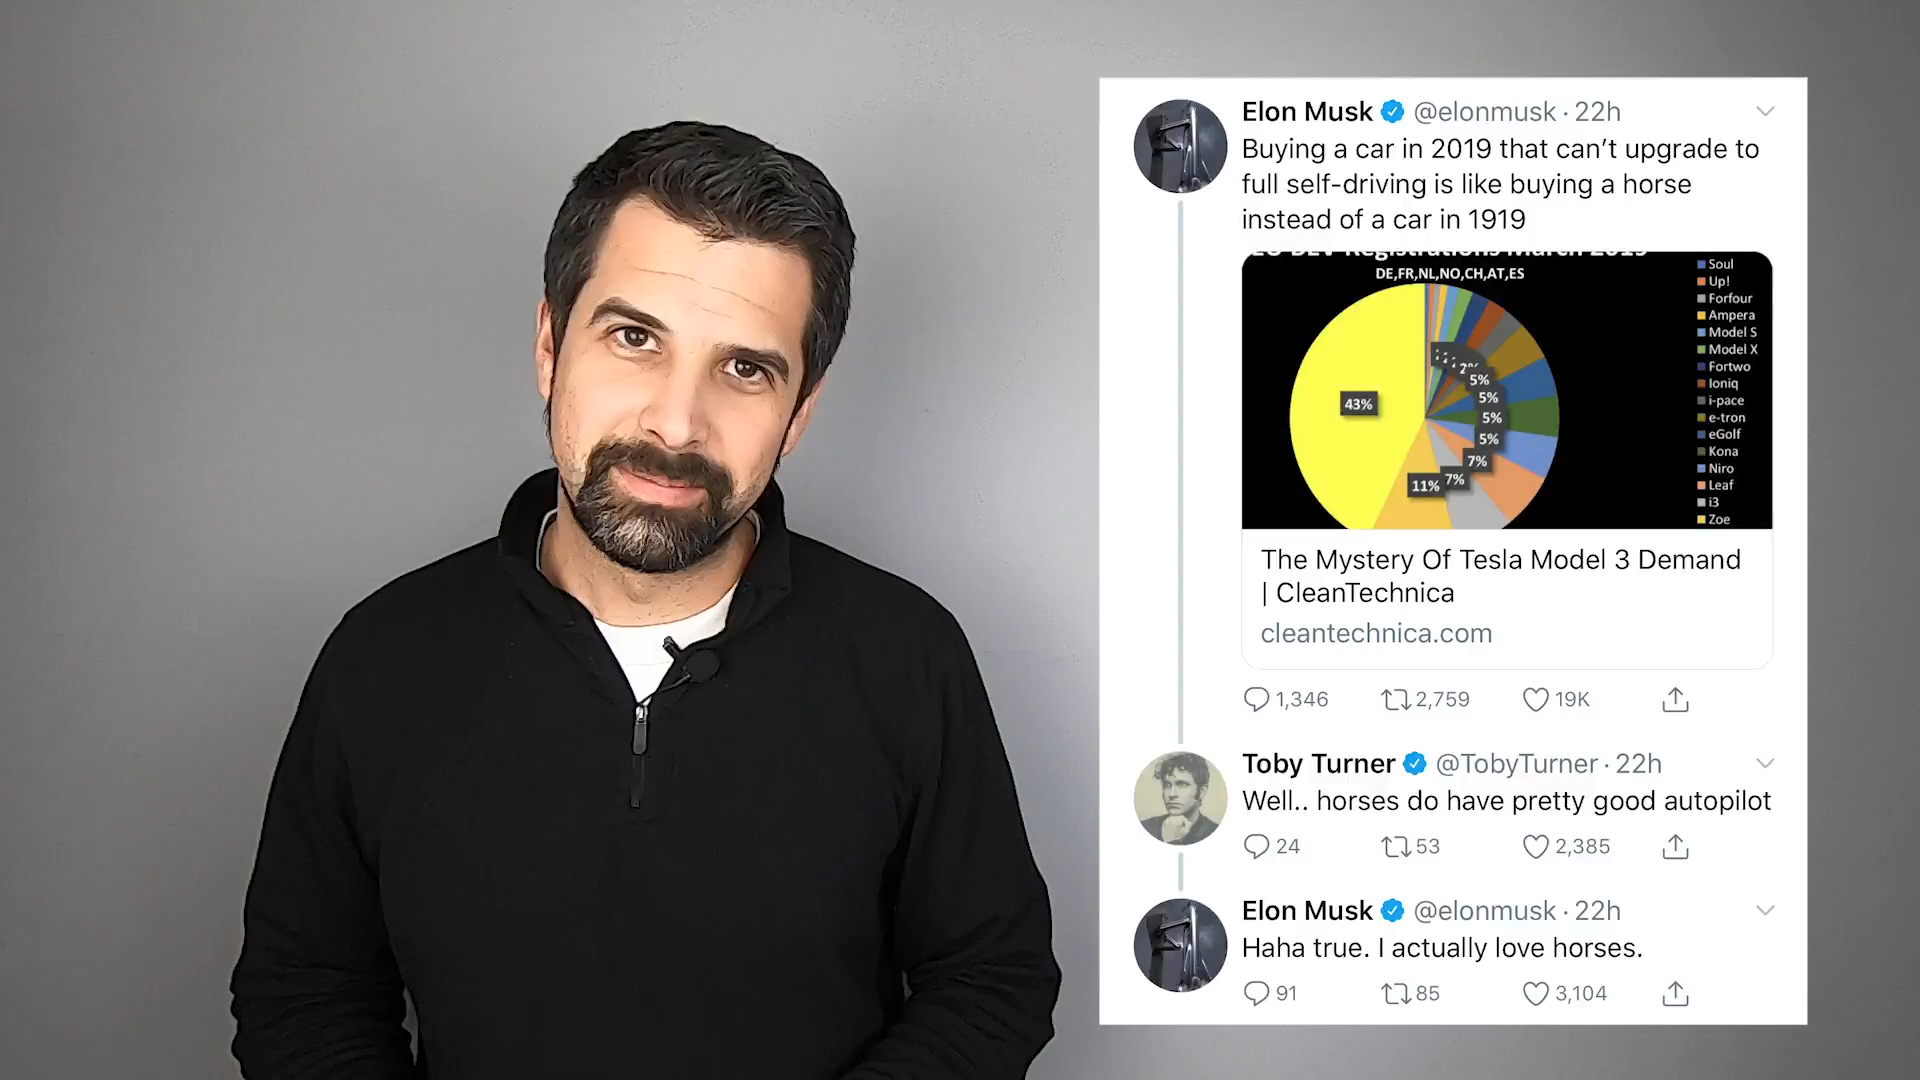 Elon Musk @elonmusk · 22h
Buying a car in 2019 that can’t upgrade to
full self-driving is like buying a horse
instead of a car in 1919
Registrations March 2019
DE,FR,NL,NO,CH,AT,ES
Soul
Up!
Forfour
Ampera
Model S
Model X
Fortwo
Ioniq
i-pace
e-tron
eGolf
Kona
Niro
Leaf
i3
Zoe
2%
5%
5%
5%
5%
7%
7%
11%
43%
The Mystery Of Tesla Model 3 Demand
| CleanTechnica
cleantechnica.com
1,346 2,759 19K
Toby Turner @TobyTurner · 22h
Well.. horses do have pretty good autopilot
24 53 2,385
Elon Musk @elonmusk · 22h
Haha true. I actually love horses.
91 85 3,104